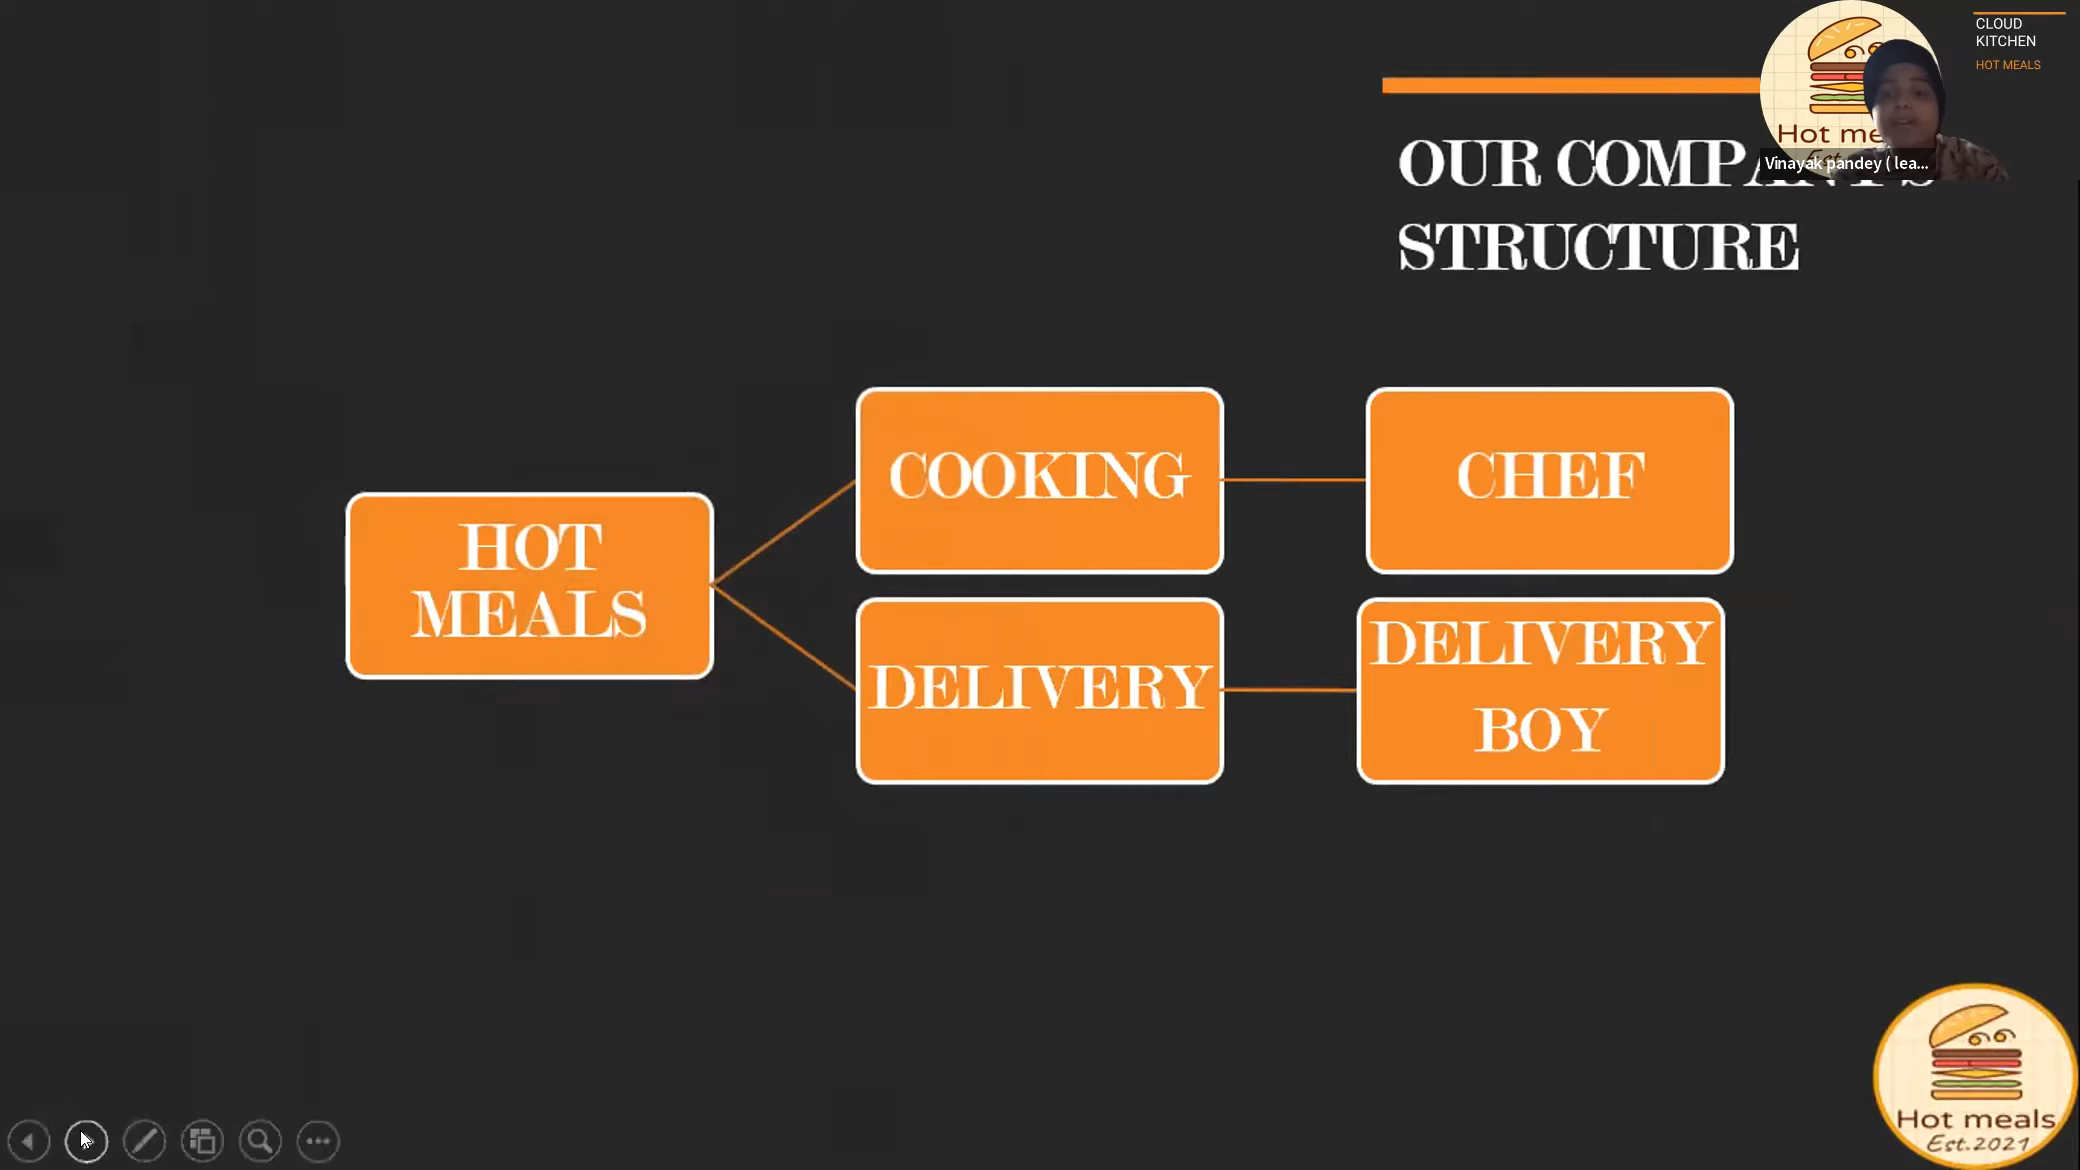 CLOUD
KITCHEN
HOT MEALS
Hot me
Vinayak pandey ( lea...
OUR COMPANY'S
STRUCTURE
COOKING
CHEF
HOT
MEALS
DELIVERY
DELIVERY
BOY
Hot meals
Est.2021